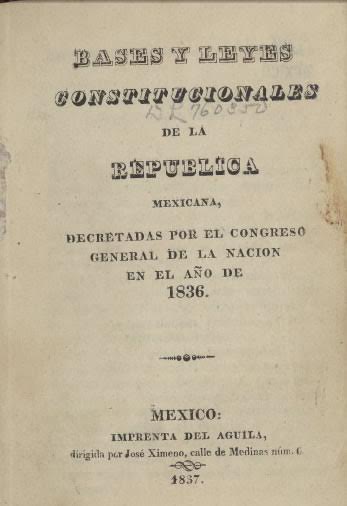 BASES Y LEYES
CONSTITUCIONALES
DE LA
REPUBLICA
MEXICANA,
DECRETADAS POR EL CONGRESO
GENERAL DE LA NACION
EN EL AÑO DE
1836.
MEXICO:
IMPRENTA DEL AGUILA,
dirigida por José Ximeno, calle de Medinas núm. 6.
1837.